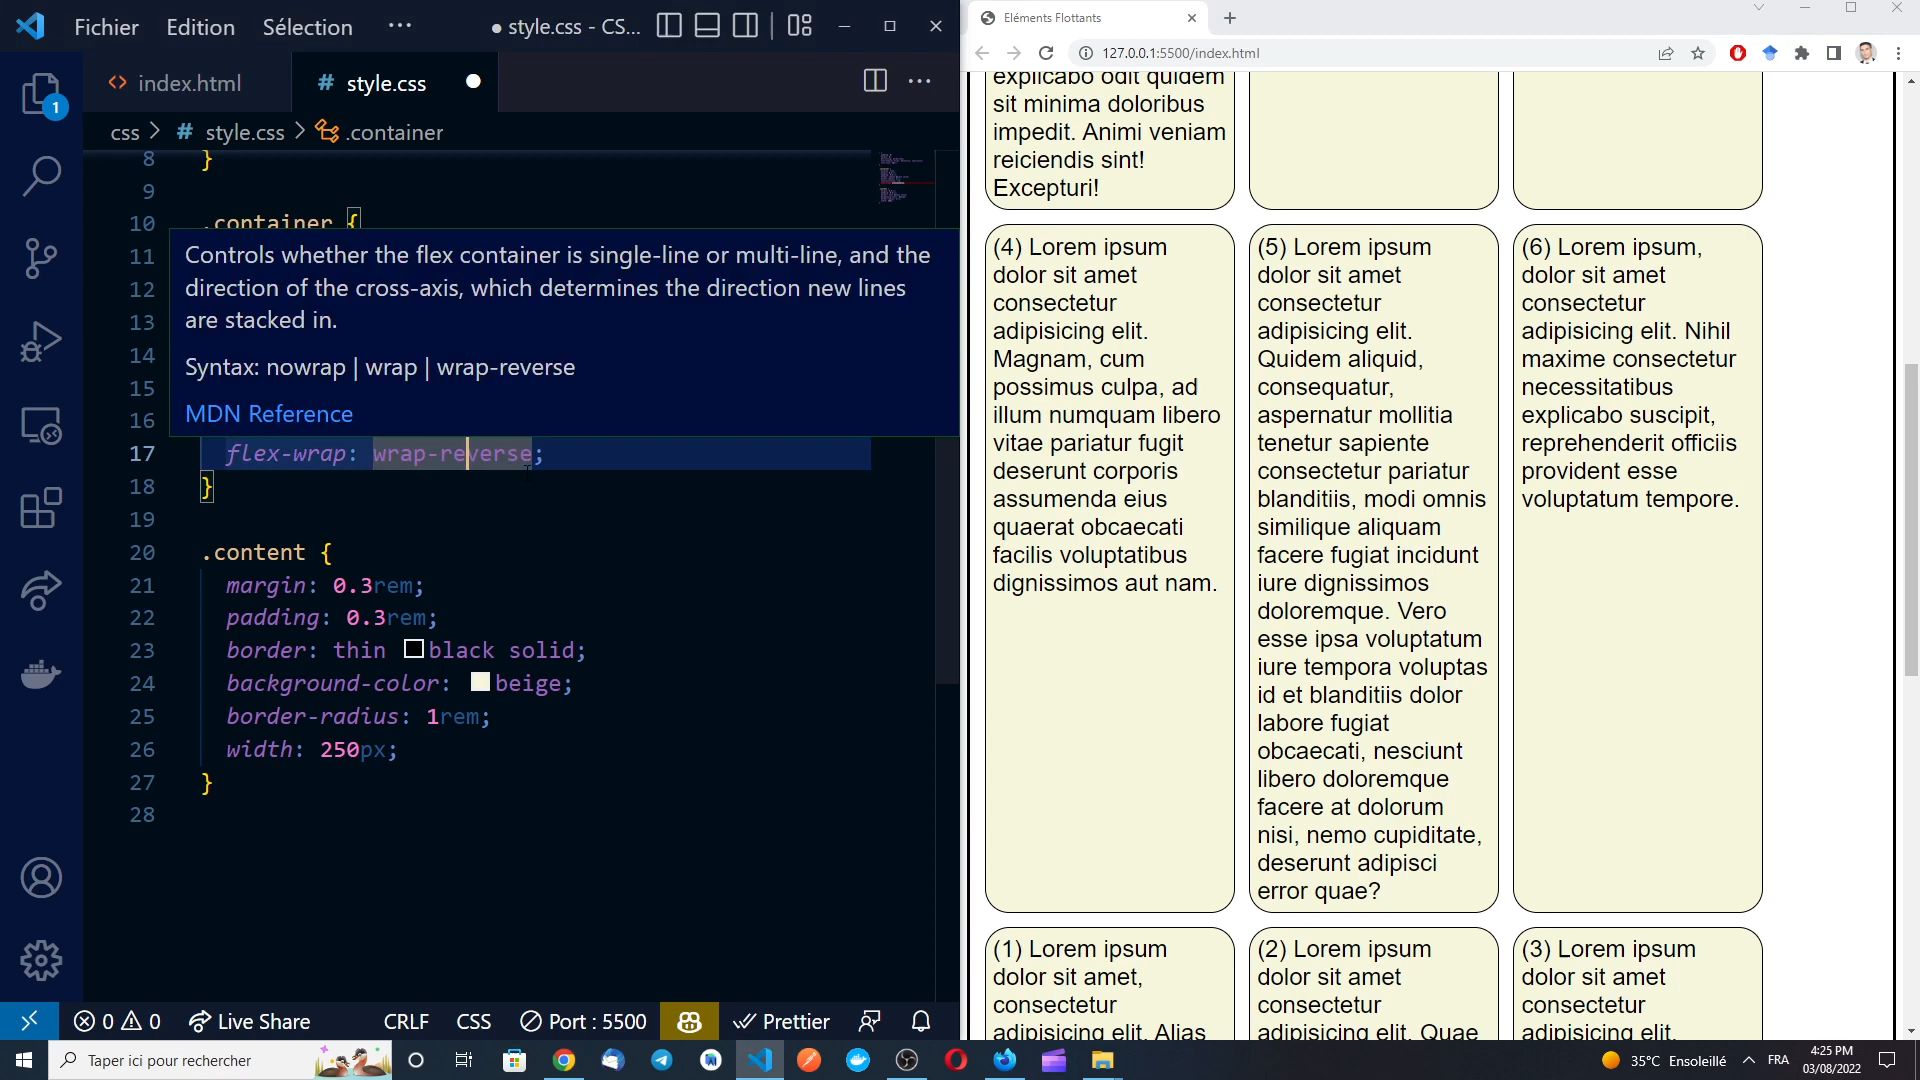 Fichier Edition Sélection ··· ● style.css - CS...
index.html
# style.css
css > # style.css > .container
8 }
9
10 .container {
11
12
13
14
15
16
Controls whether the flex container is single-line or multi-line, and the
direction of the cross-axis, which determines the direction new lines
are stacked in.
Syntax: nowrap | wrap | wrap-reverse
MDN Reference
17 flex-wrap: wrap-reverse;
18 }
19
20 .content {
21 margin: 0.3rem;
22 padding: 0.3rem;
23 border: thin black solid;
24 background-color: beige;
25 border-radius: 1rem;
26 width: 250px;
27 }
28
1
0 0 Live Share CRLF CSS Port : 5500 Prettier
Eléments Flottants
127.0.0.1:5500/index.html
explicabo odit quidem
sit minima doloribus
impedit. Animi veniam
reiciendis sint!
Excepturi!
(4) Lorem ipsum
dolor sit amet
consectetur
adipisicing elit.
Magnam, cum
possimus culpa, ad
illum numquam libero
vitae pariatur fugit
deserunt corporis
assumenda eius
quaerat obcaecati
facilis voluptatibus
dignissimos aut nam.
(5) Lorem ipsum
dolor sit amet
consectetur
adipisicing elit.
Quidem aliquid,
consequatur,
aspernatur mollitia
tenetur sapiente
consectetur pariatur
blanditiis, modi omnis
similique aliquam
facere fugiat incidunt
iure dignissimos
doloremque. Vero
esse ipsa voluptatum
iure tempora voluptas
id et blanditiis dolor
labore fugiat
obcaecati, nesciunt
libero doloremque
facere at dolorum
nisi, nemo cupiditate,
deserunt adipisci
error quae?
(6) Lorem ipsum,
dolor sit amet
consectetur
adipisicing elit. Nihil
maxime consectetur
necessitatibus
explicabo suscipit,
reprehenderit officiis
provident esse
voluptatum tempore.
(1) Lorem ipsum
dolor sit amet,
consectetur
adipisicing elit. Alias
(2) Lorem ipsum
dolor sit amet
consectetur
adipisicing elit. Quae
(3) Lorem ipsum
dolor sit amet
consectetur
adipisicing elit.
Taper ici pour rechercher
35°C Ensoleillé FRA 4:25 PM
03/08/2022